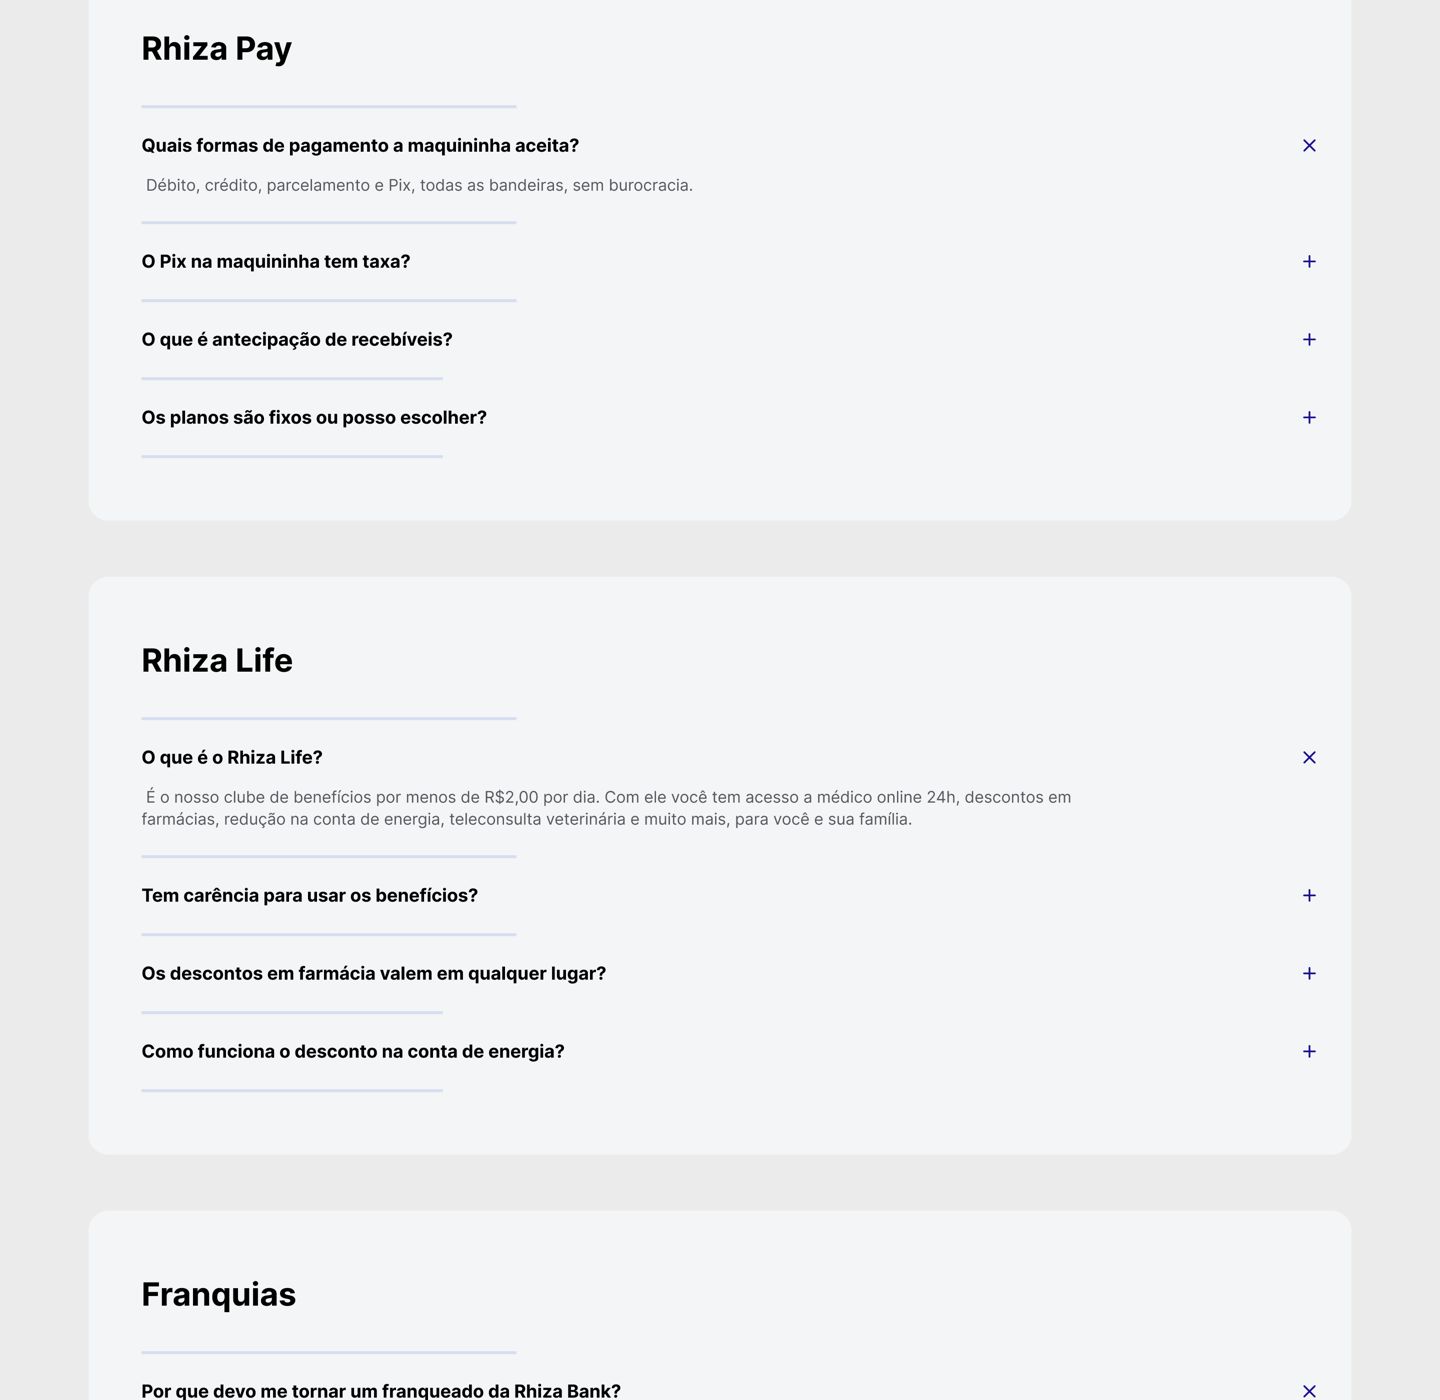 Rhiza Pay
Quais formas de pagamento a maquininha aceita?
Débito, crédito, parcelamento e Pix, todas as bandeiras, sem burocracia.
O Pix na maquininha tem taxa?
O que é antecipação de recebíveis?
Os planos são fixos ou posso escolher?
Rhiza Life
O que é o Rhiza Life?
É o nosso clube de benefícios por menos de R$2,00 por dia. Com ele você tem acesso a médico online 24h, descontos em
farmácias, redução na conta de energia, teleconsulta veterinária e muito mais, para você e sua família.
Tem carência para usar os benefícios?
Os descontos em farmácia valem em qualquer lugar?
Como funciona o desconto na conta de energia?
Franquias
Por que devo me tornar um franqueado da Rhiza Bank?